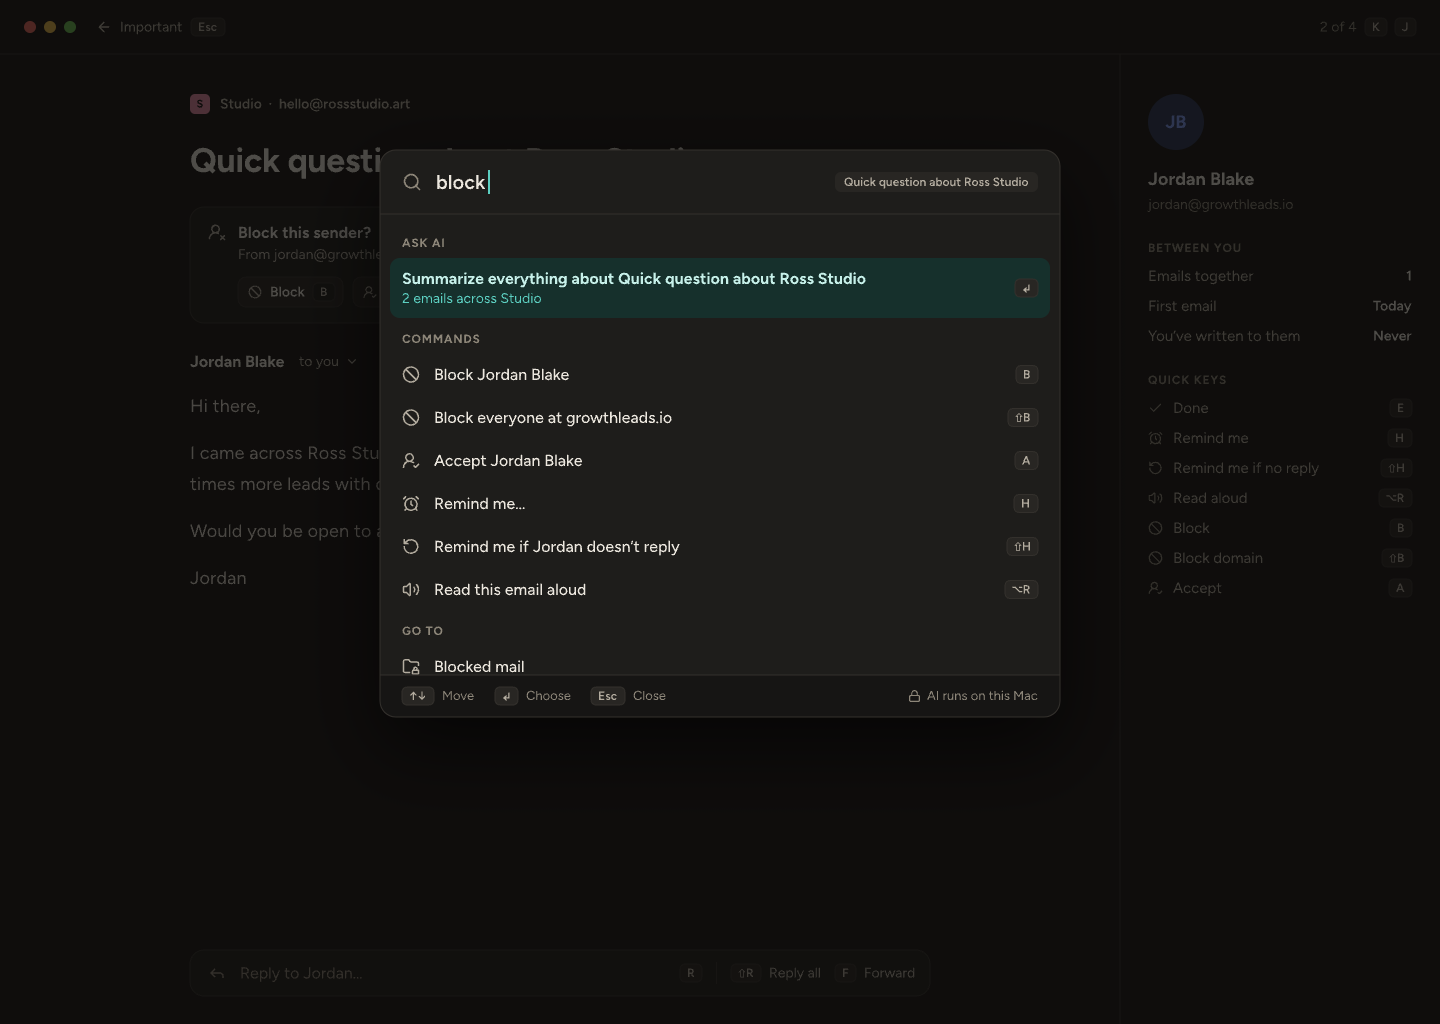 Important Esc
2 of 4 K J
S Studio · hello@rossstudio.art
Quick questi
block
Quick question about Ross Studio
Block this sender?
From jordan@growthle
Block B
Jordan Blake to you
Hi there,
I came across Ross Stu
times more leads with
Would you be open to a
Jordan
ASK AI
Summarize everything about Quick question about Ross Studio
2 emails across Studio
COMMANDS
Block Jordan Blake B
Block everyone at growthleads.io ⇧B
Accept Jordan Blake A
Remind me... H
Remind me if Jordan doesn't reply ⇧H
Read this email aloud ⌥R
GO TO
Blocked mail
↑↓ Move ↲ Choose Esc Close
AI runs on this Mac
JB
Jordan Blake
jordan@growthleads.io
BETWEEN YOU
Emails together 1
First email Today
You've written to them Never
QUICK KEYS
Done E
Remind me H
Remind me if no reply ⇧H
Read aloud ⌥R
Block B
Block domain ⇧B
Accept A
Reply to Jordan... R ⇧R Reply all F Forward